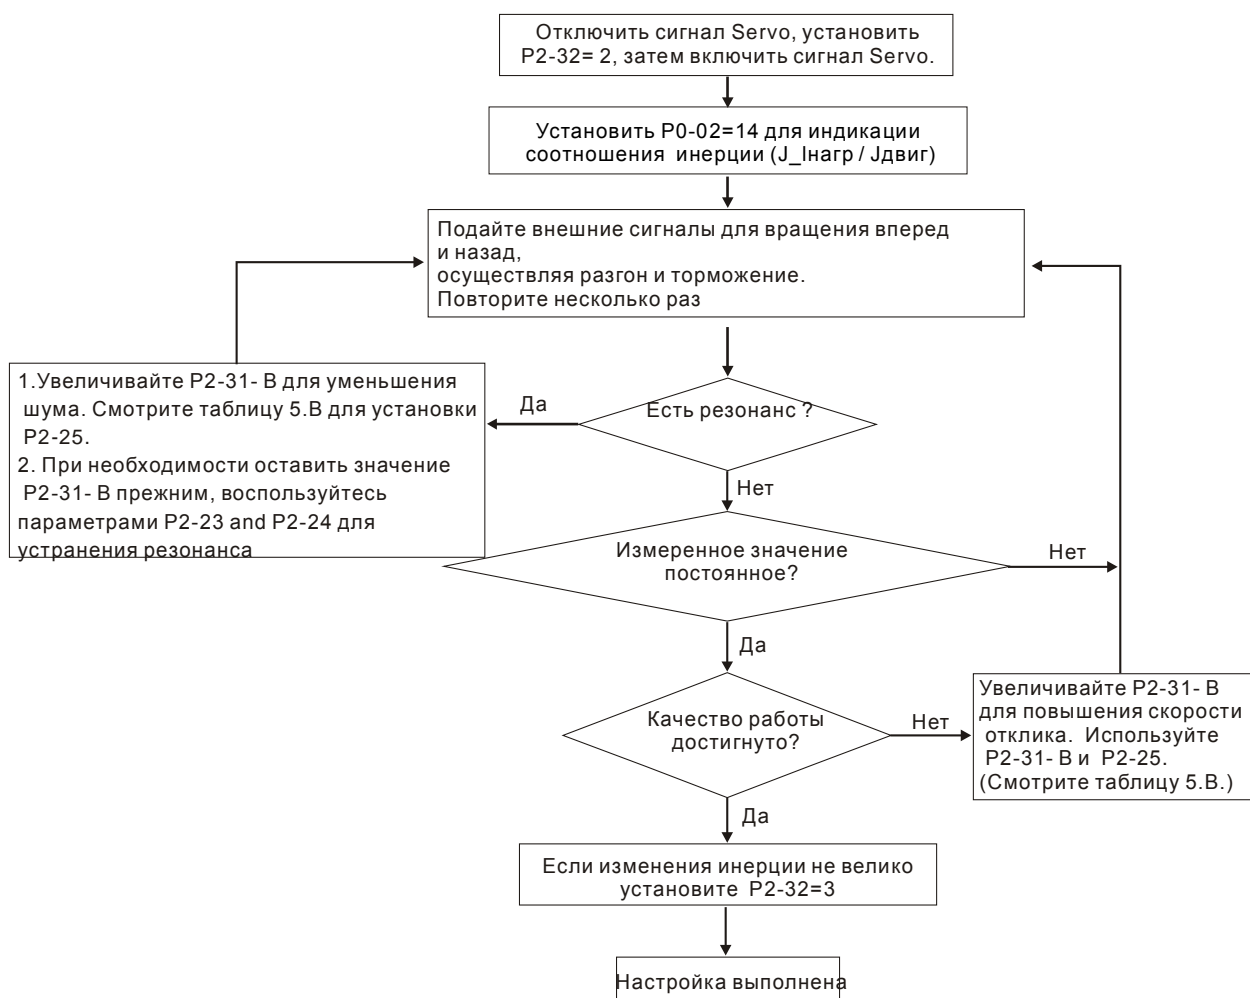 Отключить сигнал Servo, установить
P2-32= 2, затем включить сигнал Servo.
Установить P0-02=14 для индикации
соотношения инерции (J_Iнагр / Jдвиг)
Подайте внешние сигналы для вращения вперед
и назад,
осуществляя разгон и торможение.
Повторите несколько раз
1.Увеличивайте P2-31- B для уменьшения
шума. Смотрите таблицу 5.B для установки
P2-25.
2. При необходимости оставить значение
P2-31- B прежним, воспользуйтесь
параметрами P2-23 and P2-24 для
устранения резонанса
Да
Есть резонанс ?
Нет
Измеренное значение
постоянное?
Нет
Да
Качество работы
достигнуто?
Нет
Увеличивайте P2-31- B
для повышения скорости
отклика. Используйте
P2-31- B и P2-25.
(Смотрите таблицу 5.B.)
Да
Если изменения инерции не велико
установите P2-32=3
Настройка выполнена